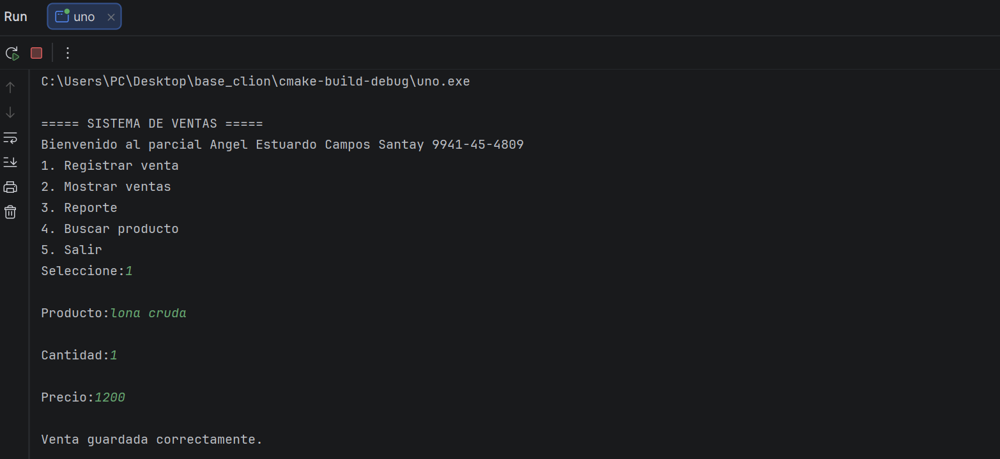 Run
uno
C:\Users\PC\Desktop\base_clion\cmake-build-debug\uno.exe
===== SISTEMA DE VENTAS =====
Bienvenido al parcial Angel Estuardo Campos Santay 9941-45-4809
1. Registrar venta
2. Mostrar ventas
3. Reporte
4. Buscar producto
5. Salir
Seleccione:1
Producto:lona cruda
Cantidad:1
Precio:1200
Venta guardada correctamente.